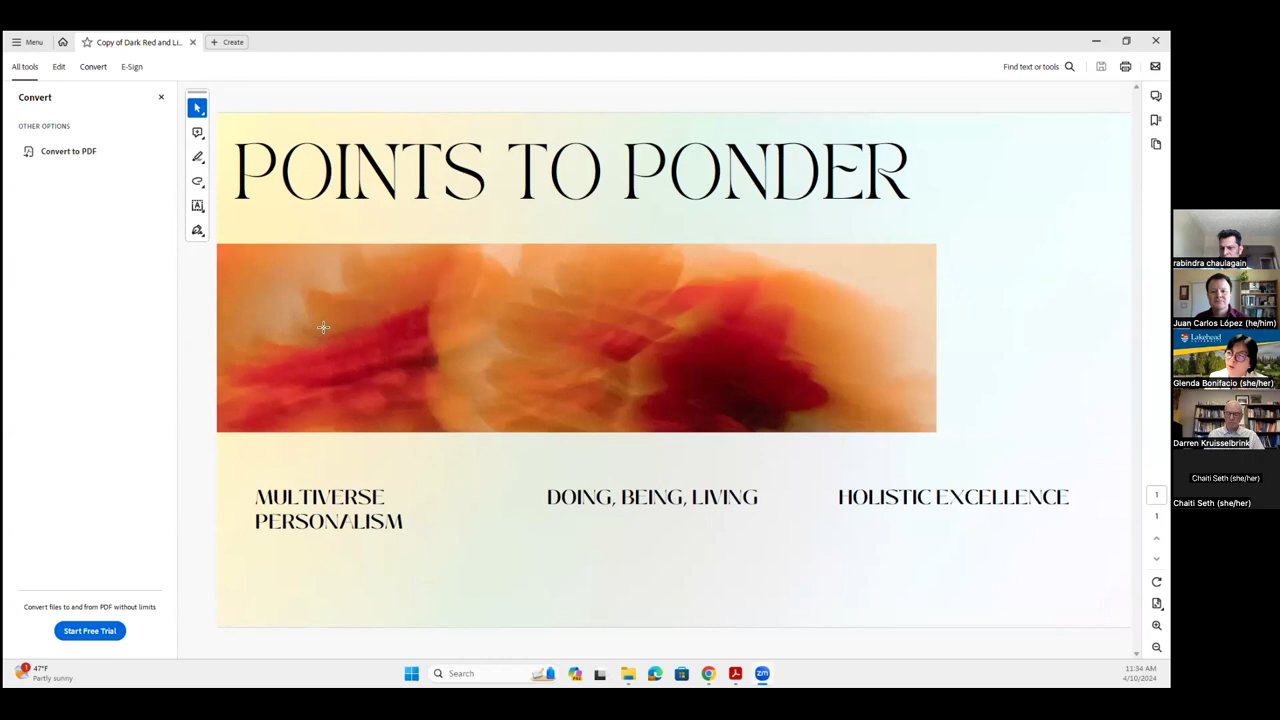 Menu
Copy of Dark Red and Li...
Create
All tools
Edit
Convert
E-Sign
Find text or tools
Convert
OTHER OPTIONS
Convert to PDF
POINTS TO PONDER
MULTIVERSE
PERSONALISM
DOING, BEING, LIVING
HOLISTIC EXCELLENCE
1
1
Convert files to and from PDF without limits
Start Free Trial
rabindra chaulagain
Juan Carlos López (he/him)
Lakehead
Glenda Bonifacio (she/her)
Darren Kruisselbrink
Chaiti Seth (she/her)
Chaiti Seth (she/her)
1
47°F
Partly sunny
Search
zm
11:34 AM
4/10/2024